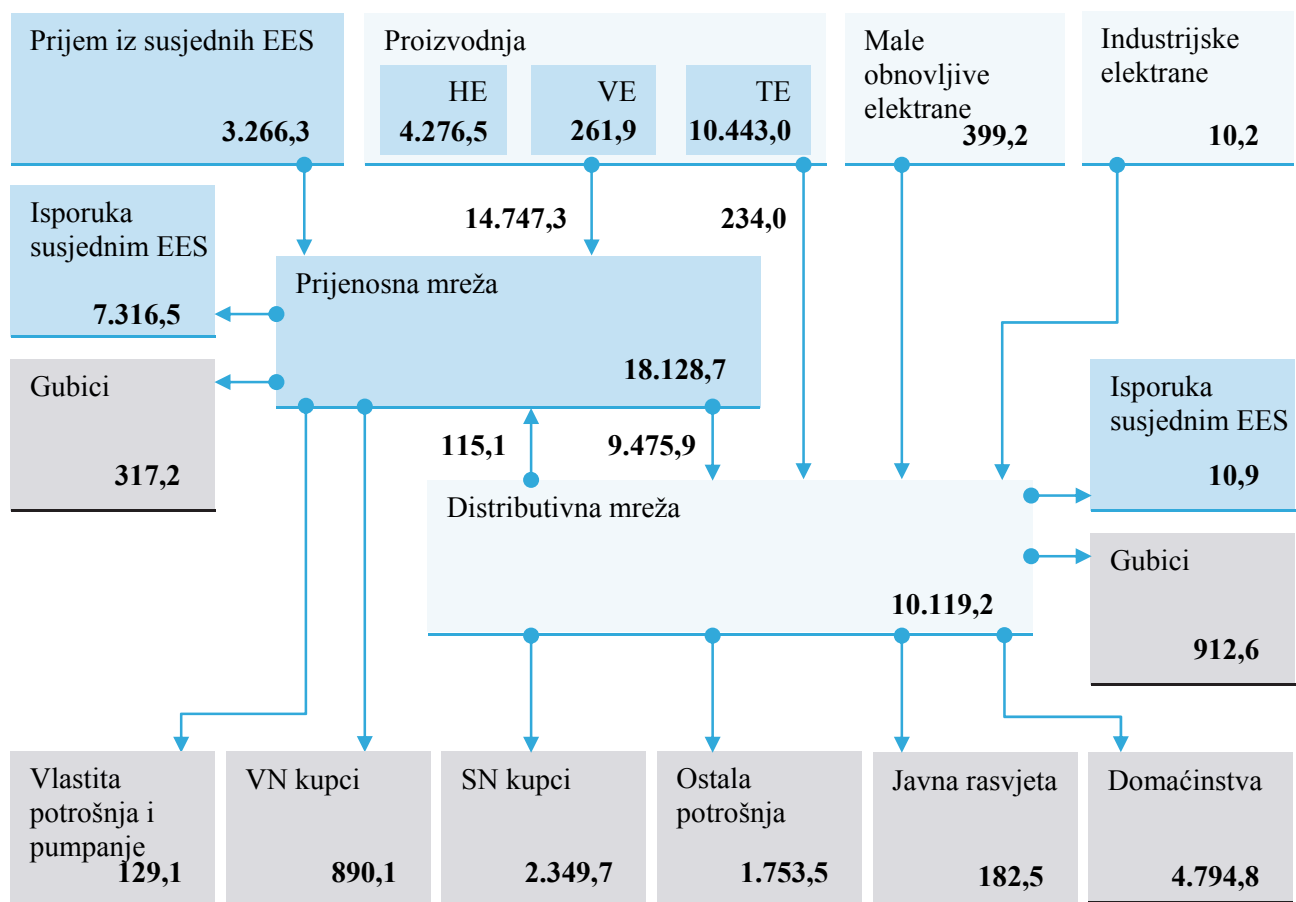 Prijem iz susjednih EES
3.266,3
Proizvodnja
HE
4.276,5
VE
261,9
TE
10.443,0
Male
obnovljive
elektrane
399,2
Industrijske
elektrane
10,2
Isporuka
susjednim EES
7.316,5
14.747,3
234,0
Prijenosna mreža
18.128,7
Gubici
317,2
115,1
9.475,9
Isporuka
susjednim EES
10,9
Distributivna mreža
10.119,2
Gubici
912,6
Vlastita
potrošnja i
pumpanje
129,1
VN kupci
890,1
SN kupci
2.349,7
Ostala
potrošnja
1.753,5
Javna rasvjeta
182,5
Domaćinstva
4.794,8